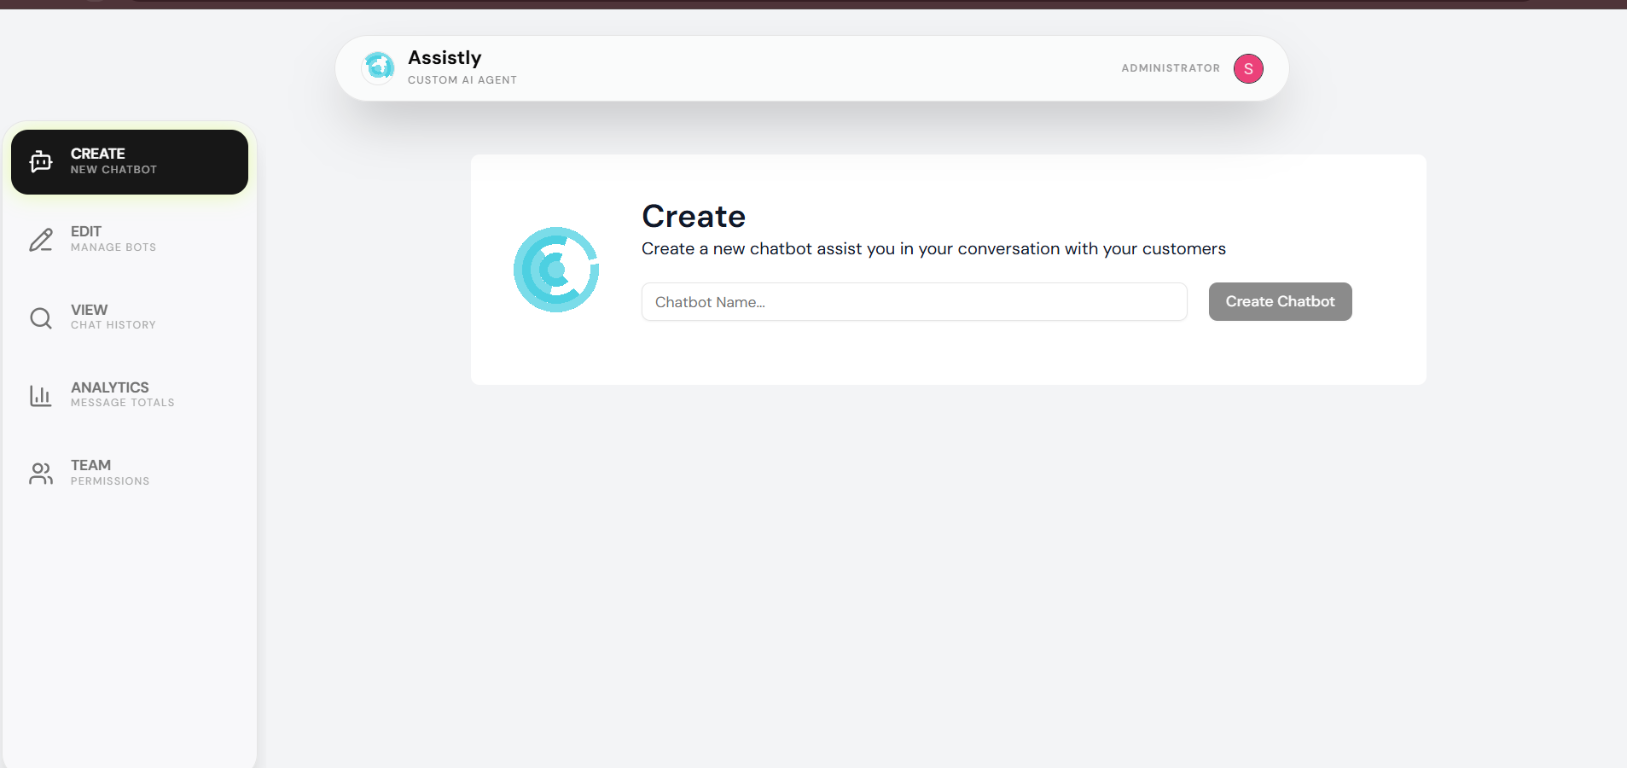 Assistly
CUSTOM AI AGENT
ADMINISTRATOR
S
CREATE
NEW CHATBOT
EDIT
MANAGE BOTS
VIEW
CHAT HISTORY
ANALYTICS
MESSAGE TOTALS
TEAM
PERMISSIONS
Create
Create a new chatbot assist you in your conversation with your customers
Chatbot Name...
Create Chatbot